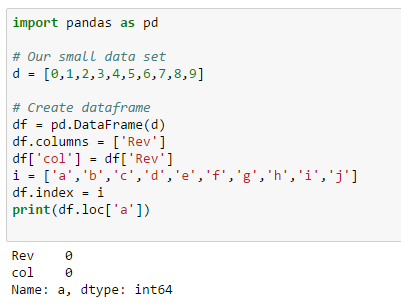 import pandas as pd
# Our small data set
d = [0,1,2,3,4,5,6,7,8,9]
# Create dataframe
df = pd.DataFrame(d)
df.columns = ['Rev']
df['col'] = df['Rev']
i = ['a','b','c','d','e','f','g','h','i','j']
df.index = i
print(df.loc['a'])
Rev    0
col    0
Name: a, dtype: int64